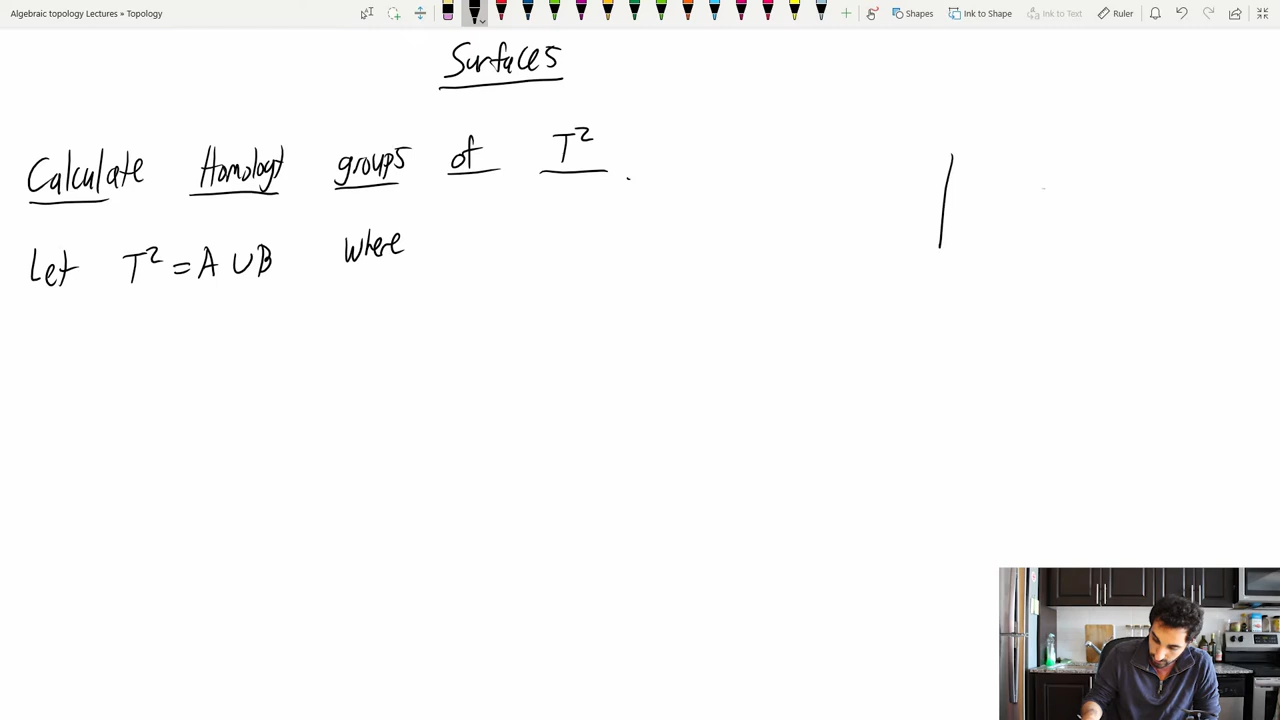 Algebraic topology Lectures » Topology
Shapes
Ink to Shape
Ink to Text
Ruler
Surfaces
Calculate Homology groups of T² .
Let T² = A ∪ B where